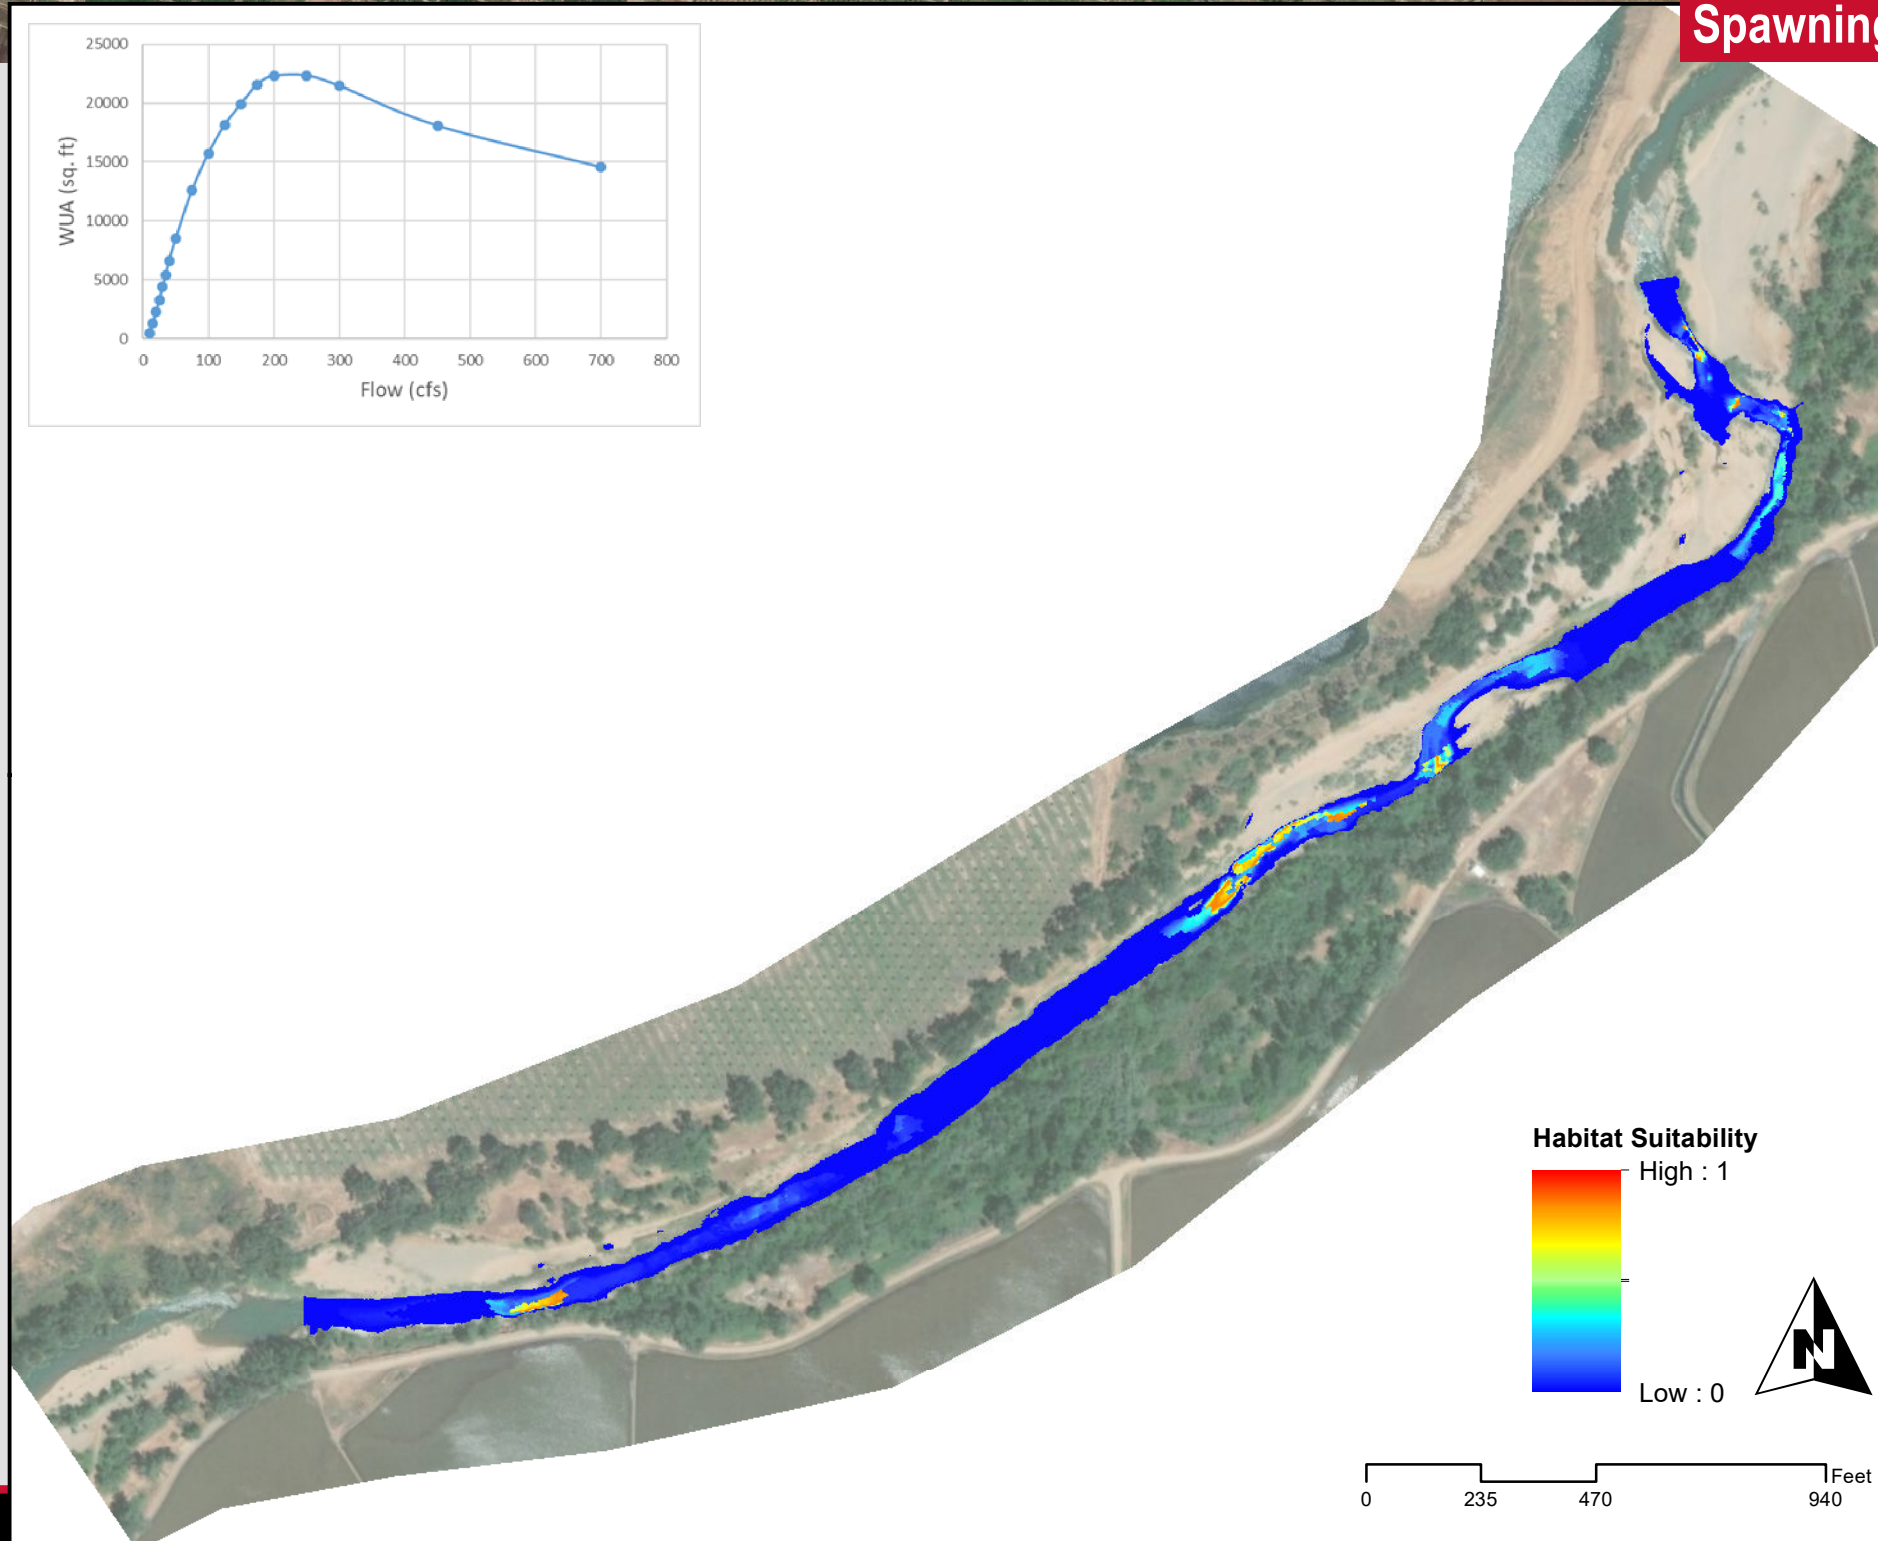 Spawning
25000
20000
15000
10000
5000
0
WUA (sq. ft)
0 100 200 300 400 500 600 700 800
Flow (cfs)
Habitat Suitability
High : 1
Low : 0
N
Feet
0 235 470 940